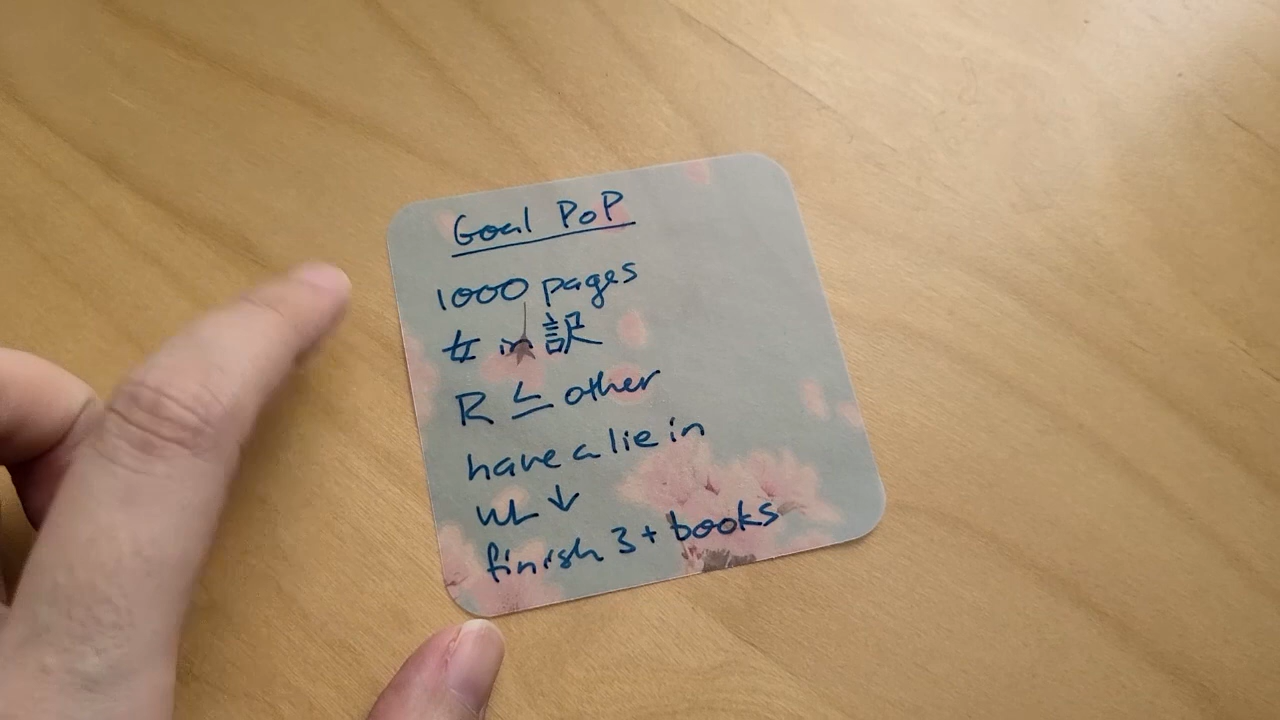 Goal PoP
1000 pages
女 in 訳
R other
have a lie in
WL ↓
finish 3+ books